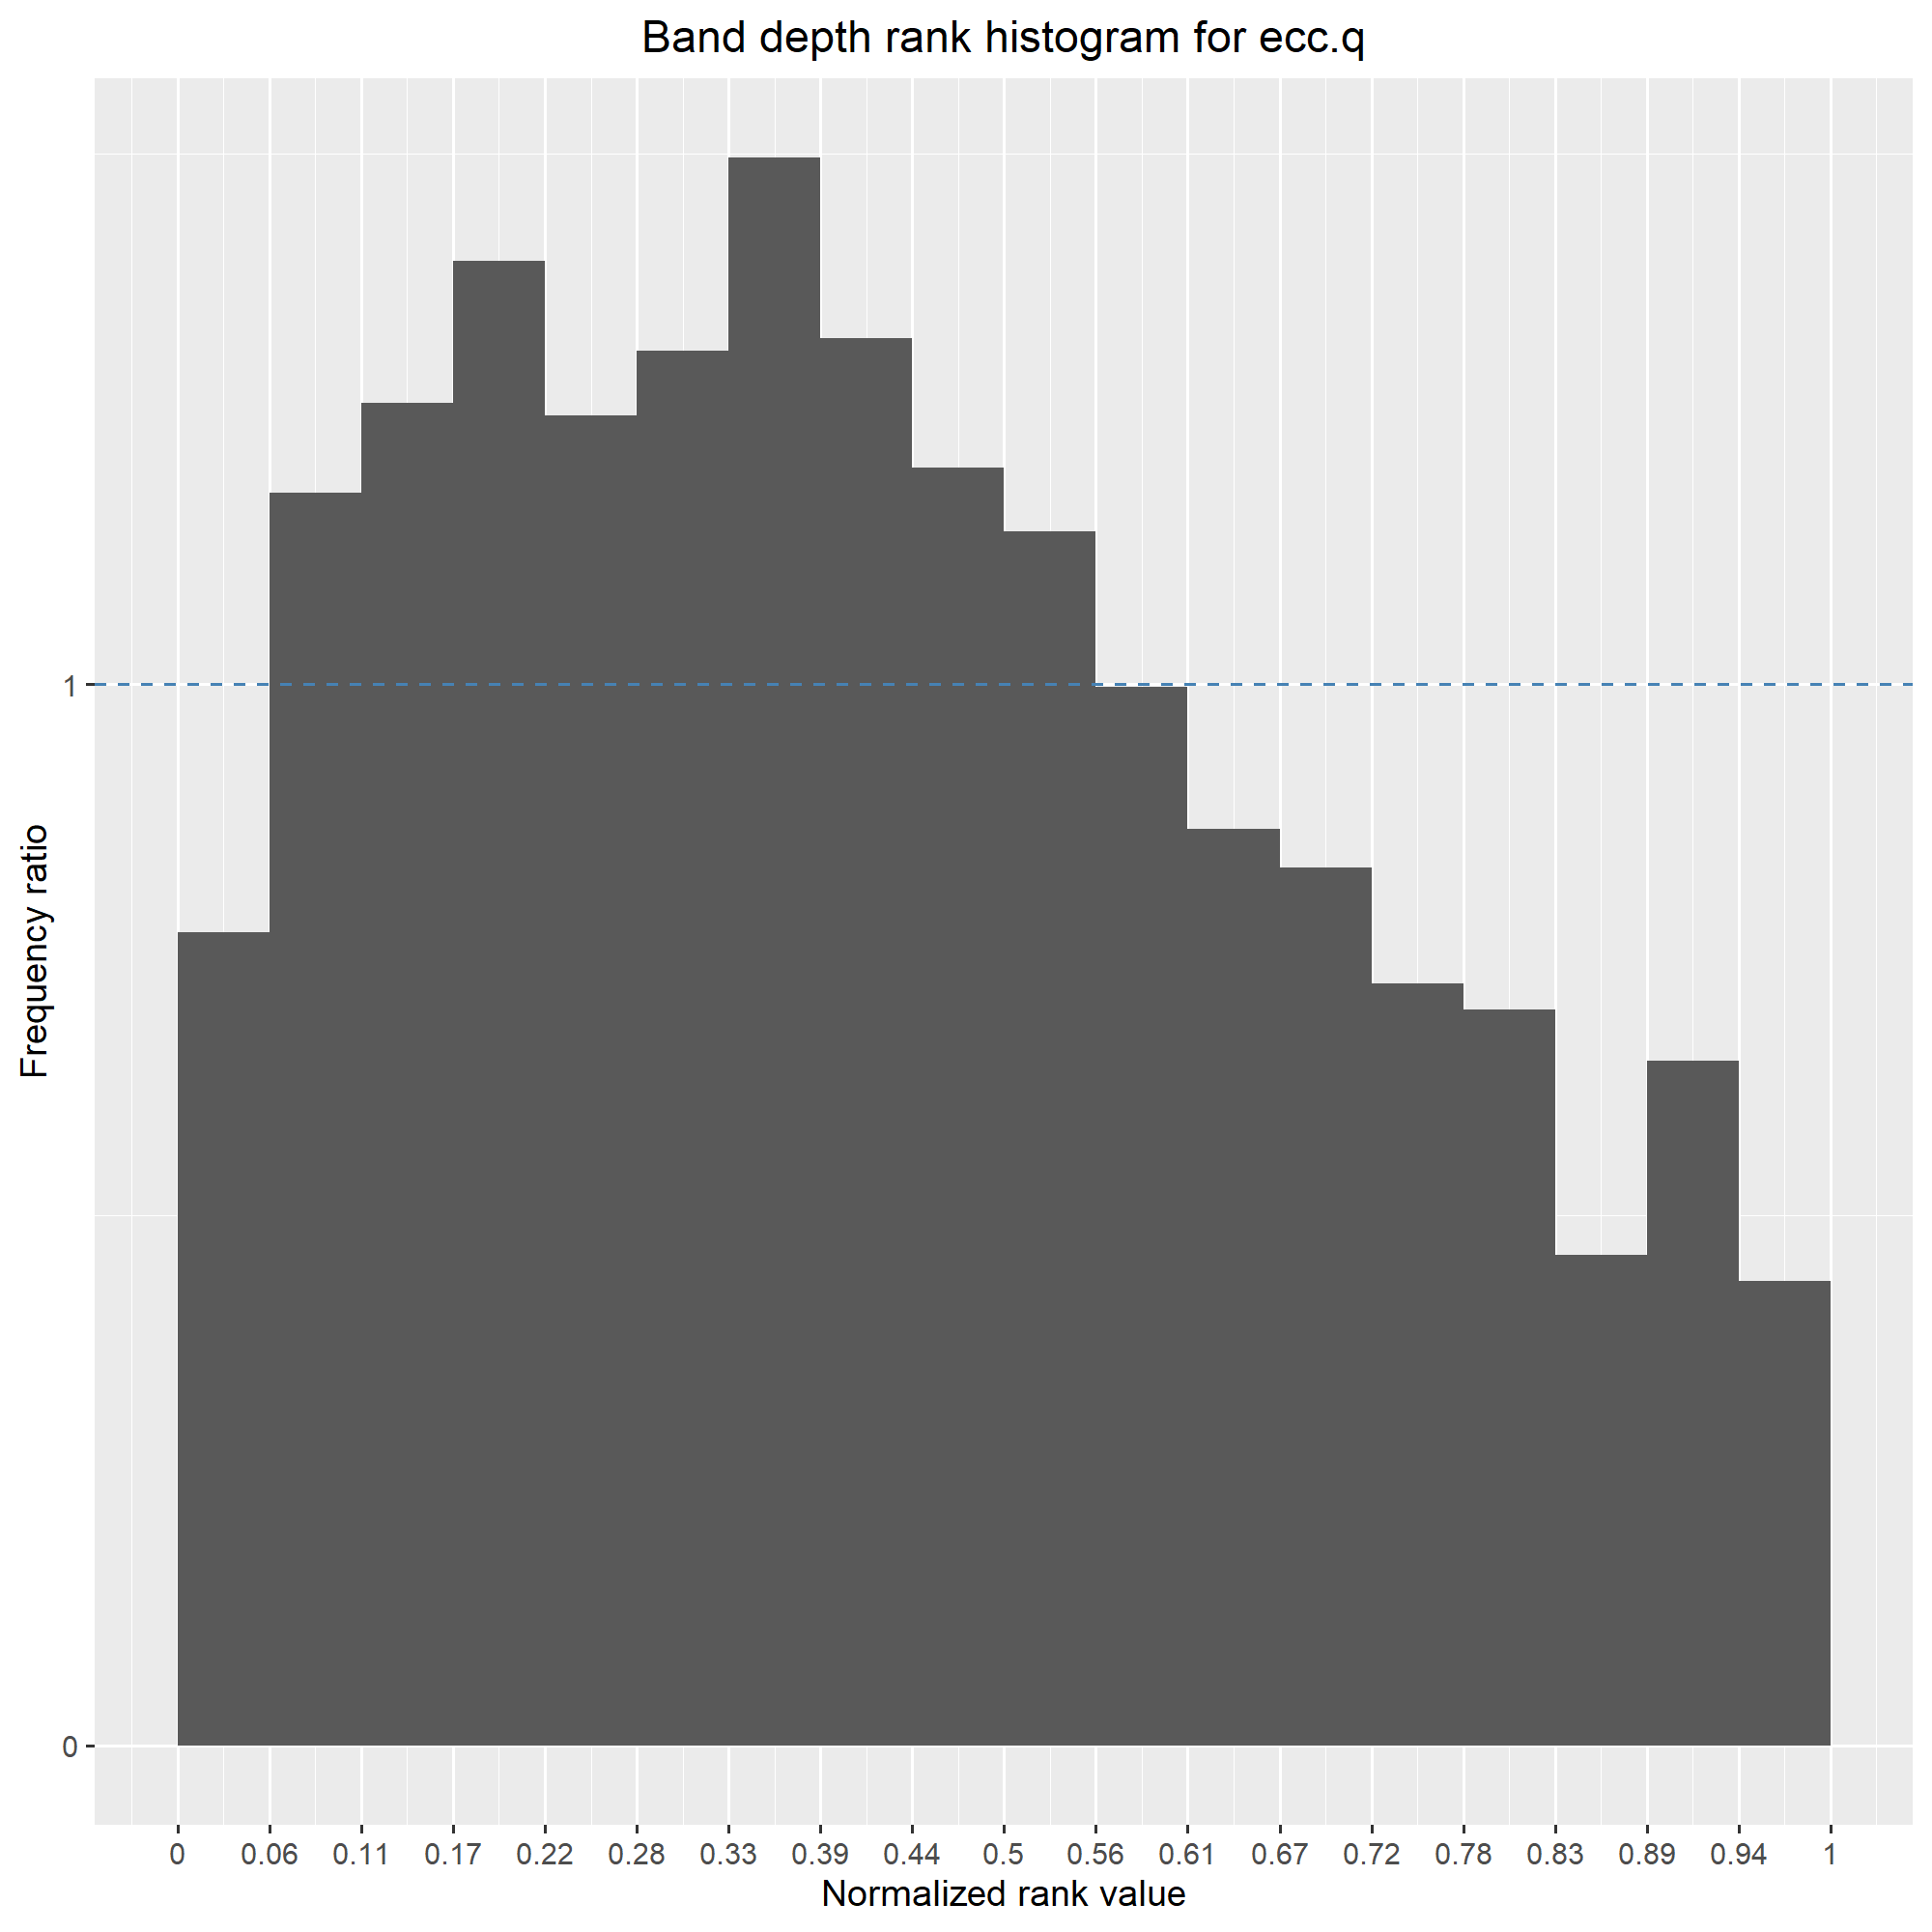 Band depth rank histogram for ecc.q
Frequency ratio
1
0
0 0.06 0.11 0.17 0.22 0.28 0.33 0.39 0.44 0.5 0.56 0.61 0.67 0.72 0.78 0.83 0.89 0.94 1
Normalized rank value